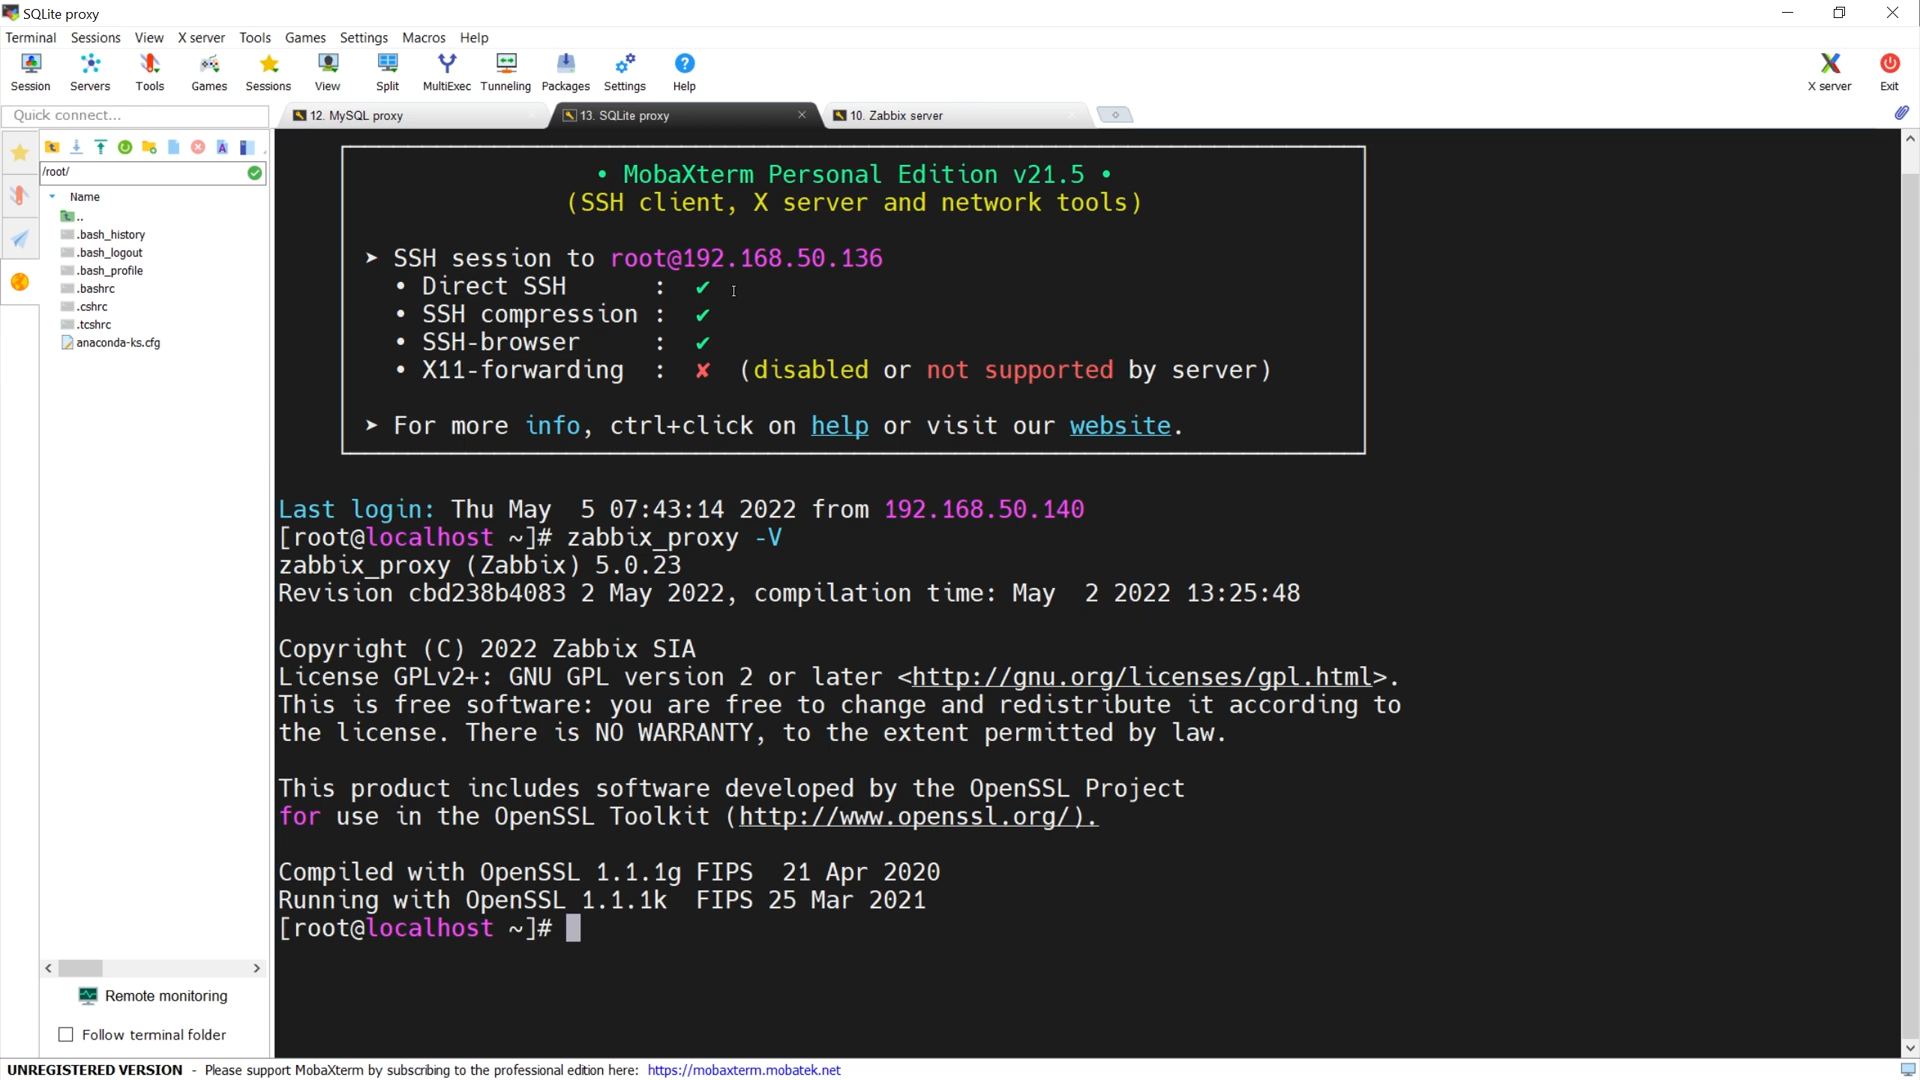 SQLite proxy
Terminal Sessions View X server Tools Games Settings Macros Help
Session Servers Tools Games Sessions View Split MultiExec Tunneling Packages Settings Help X server Exit
Quick connect...
12. MySQL proxy
13. SQLite proxy
10. Zabbix server
/root/
Name
..
.bash_history
.bash_logout
.bash_profile
.bashrc
.cshrc
.tcshrc
anaconda-ks.cfg
Remote monitoring
Follow terminal folder
• MobaXterm Personal Edition v21.5 •
(SSH client, X server and network tools)
➤ SSH session to root@192.168.50.136
• Direct SSH : ✔
• SSH compression : ✔
• SSH-browser : ✔
• X11-forwarding : ✘ (disabled or not supported by server)
➤ For more info, ctrl+click on help or visit our website.
Last login: Thu May 5 07:43:14 2022 from 192.168.50.140
[root@localhost ~]# zabbix_proxy -V
zabbix_proxy (Zabbix) 5.0.23
Revision cbd238b4083 2 May 2022, compilation time: May 2 2022 13:25:48
Copyright (C) 2022 Zabbix SIA
License GPLv2+: GNU GPL version 2 or later <http://gnu.org/licenses/gpl.html>.
This is free software: you are free to change and redistribute it according to
the license. There is NO WARRANTY, to the extent permitted by law.
This product includes software developed by the OpenSSL Project
for use in the OpenSSL Toolkit (http://www.openssl.org/).
Compiled with OpenSSL 1.1.1g FIPS 21 Apr 2020
Running with OpenSSL 1.1.1k FIPS 25 Mar 2021
[root@localhost ~]#
UNREGISTERED VERSION - Please support MobaXterm by subscribing to the professional edition here: https://mobaxterm.mobatek.net